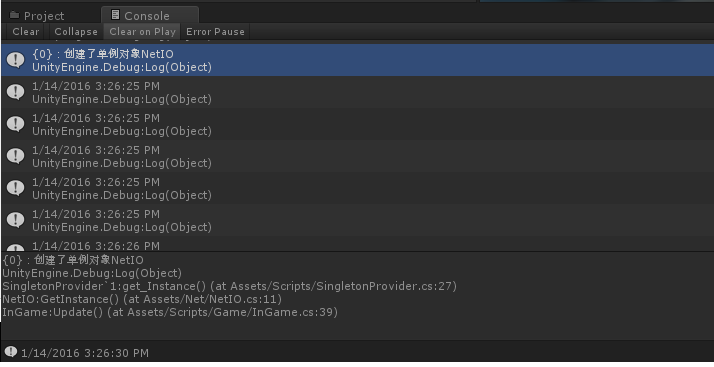 Project
Console
Clear
Collapse
Clear on Play
Error Pause
{0}：创建了单例对象NetIO
UnityEngine.Debug:Log(Object)
1/14/2016 3:26:25 PM
UnityEngine.Debug:Log(Object)
1/14/2016 3:26:25 PM
UnityEngine.Debug:Log(Object)
1/14/2016 3:26:25 PM
UnityEngine.Debug:Log(Object)
1/14/2016 3:26:25 PM
UnityEngine.Debug:Log(Object)
1/14/2016 3:26:25 PM
UnityEngine.Debug:Log(Object)
1/14/2016 3:26:26 PM
{0}：创建了单例对象NetIO
UnityEngine.Debug:Log(Object)
SingletonProvider`1:get_Instance() (at Assets/Scripts/SingletonProvider.cs:27)
NetIO:GetInstance() (at Assets/Net/NetIO.cs:11)
InGame:Update() (at Assets/Scripts/Game/InGame.cs:39)
1/14/2016 3:26:30 PM